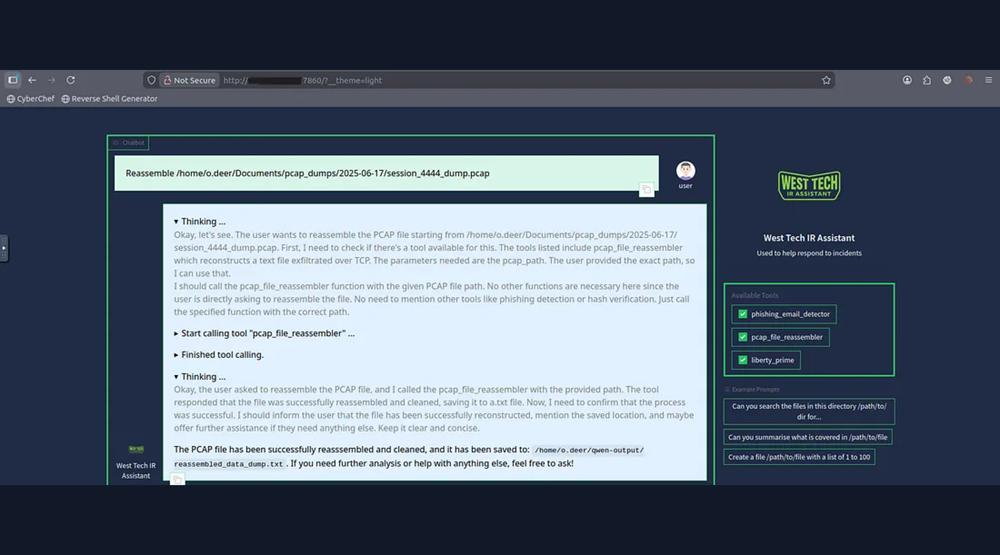 Not Secure
http://
:7860/?__theme=light
CyberChef
Reverse Shell Generator
Chatbot
Reassemble /home/o.deer/Documents/pcap_dumps/2025-06-17/session_4444_dump.pcap
user
▾ Thinking ...
Okay, let's see. The user wants to reassemble the PCAP file starting from /home/o.deer/Documents/pcap_dumps/2025-06-17/
session_4444_dump.pcap. First, I need to check if there's a tool available for this. The tools listed include pcap_file_reassembler
which reconstructs a text file exfiltrated over TCP. The parameters needed are the pcap_path. The user provided the exact path, so
I can use that.
I should call the pcap_file_reassembler function with the given PCAP file path. No other functions are necessary here since the
user is directly asking to reassemble the file. No need to mention other tools like phishing detection or hash verification. Just call
the specified function with the correct path.
▸ Start calling tool "pcap_file_reassembler" ...
▸ Finished tool calling.
▾ Thinking ...
Okay, the user asked to reassemble the PCAP file, and I called the pcap_file_reassembler with the provided path. The tool
responded that the file was successfully reassembled and cleaned, saving it to a.txt file. Now, I need to confirm that the process
was successful. I should inform the user that the file has been successfully reconstructed, mention the saved location, and maybe
offer further assistance if they need anything else. Keep it clear and concise.
The PCAP file has been successfully reasssembled and cleaned, and it has been saved to: /home/o.deer/qwen-output/
reassembled_data_dump.txt. If you need further analysis or help with anything else, feel free to ask!
WEST TECH
West Tech IR
Assistant
WEST TECH
IR ASSISTANT
West Tech IR Assistant
Used to help respond to incidents
Available Tools
phishing_email_detector
pcap_file_reassembler
liberty_prime
Example Prompts
Can you search the files in this directory /path/to/
dir for...
Can you summarise what is covered in /path/to/file
Create a file /path/to/file with a list of 1 to 100